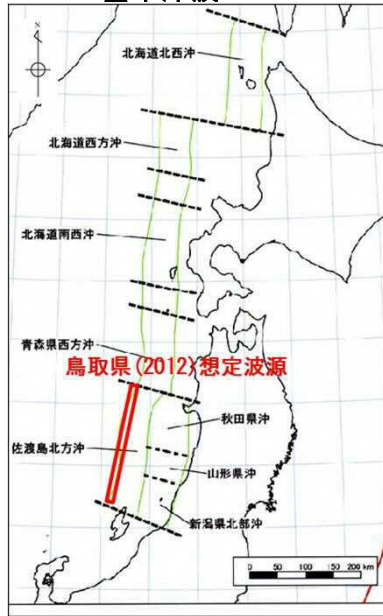 北海道北西沖
北海道西方沖
北海道南西沖
青森県西方沖
鳥取県(2012)想定波源
秋田県沖
佐渡島北方沖
山形県沖
新潟県北部沖
0 50 100 150 200 km